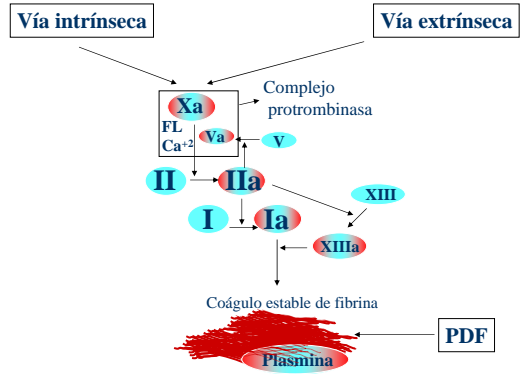 Vía intrínseca
Vía extrínseca
Complejo
protrombinasa
Xa
FL
Ca+2
Va
V
II
IIa
XIII
I
Ia
XIIIa
Coágulo estable de fibrina
PDF
Plasmina